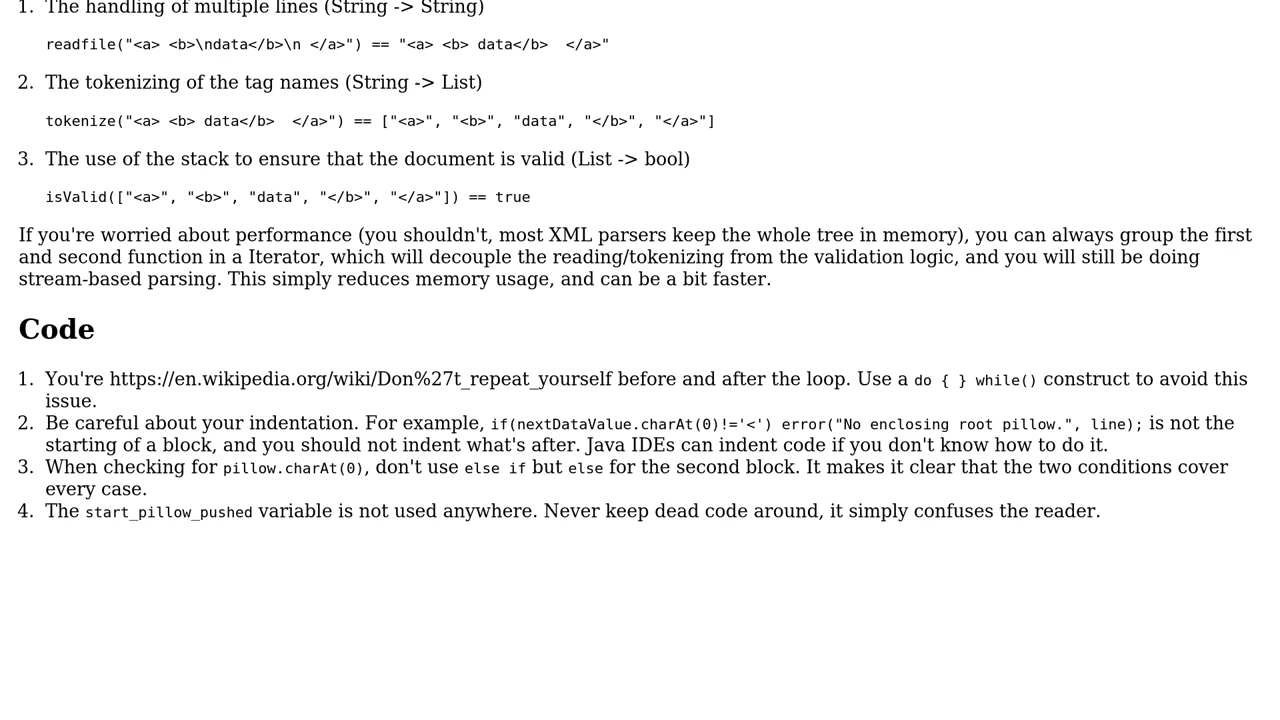 1. The handling of multiple lines (String -> String)
readfile("<a> <b>\ndata</b>\n </a>") == "<a> <b> data</b>  </a>"
2. The tokenizing of the tag names (String -> List)
tokenize("<a> <b> data</b>  </a>") == ["<a>", "<b>", "data", "</b>", "</a>"]
3. The use of the stack to ensure that the document is valid (List -> bool)
isValid(["<a>", "<b>", "data", "</b>", "</a>"]) == true
If you're worried about performance (you shouldn't, most XML parsers keep the whole tree in memory), you can always group the first
and second function in a Iterator, which will decouple the reading/tokenizing from the validation logic, and you will still be doing
stream-based parsing. This simply reduces memory usage, and can be a bit faster.
Code
1. You're https://en.wikipedia.org/wiki/Don%27t_repeat_yourself before and after the loop. Use a do { } while() construct to avoid this
issue.
2. Be careful about your indentation. For example, if(nextDataValue.charAt(0)!='<') error("No enclosing root pillow.", line); is not the
starting of a block, and you should not indent what's after. Java IDEs can indent code if you don't know how to do it.
3. When checking for pillow.charAt(0), don't use else if but else for the second block. It makes it clear that the two conditions cover
every case.
4. The start_pillow_pushed variable is not used anywhere. Never keep dead code around, it simply confuses the reader.